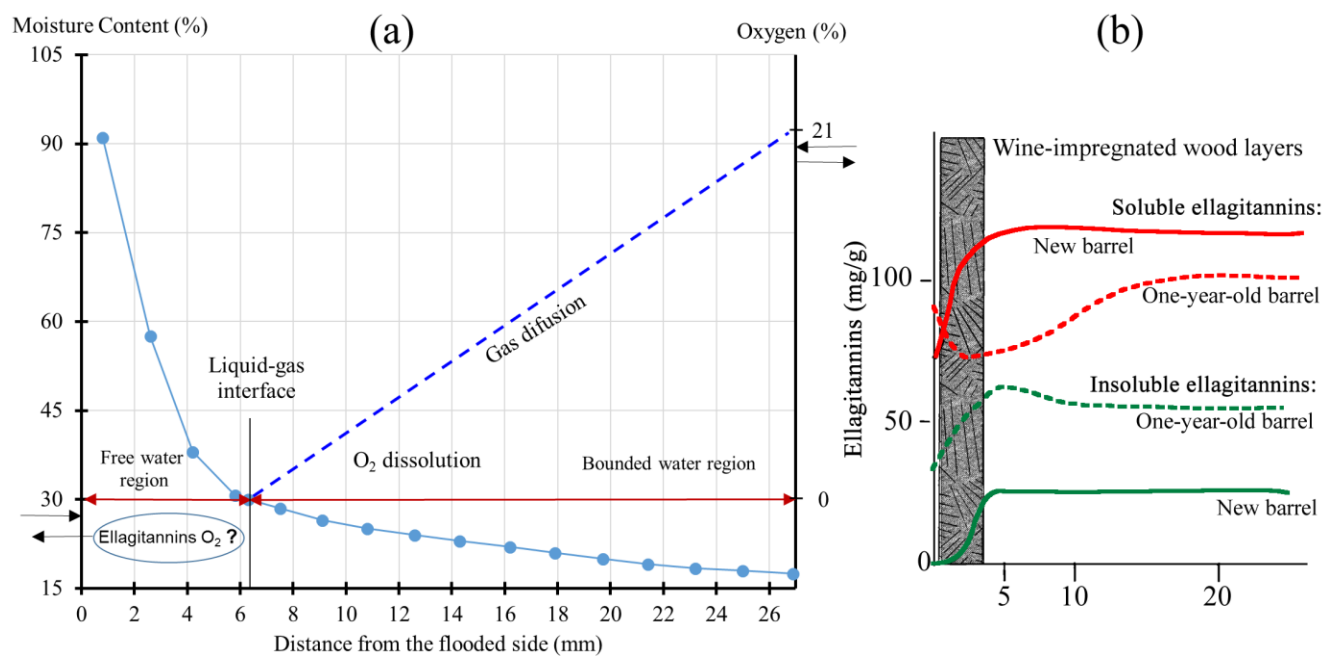 Moisture Content (%)
(a)
Oxygen (%)
105
90
75
60
45
30
15
21
0
Gas difusion
Liquid-gas
interface
O2 dissolution
Free water
region
Bounded water region
Ellagitannins O2 ?
0 2 4 6 8 10 12 14 16 18 20 22 24 26
Distance from the flooded side (mm)
(b)
Wine-impregnated wood layers
Soluble ellagitannins:
New barrel
One-year-old barrel
Insoluble ellagitannins:
One-year-old barrel
New barrel
Ellagitannins (mg/g)
100
50
0
5 10 20